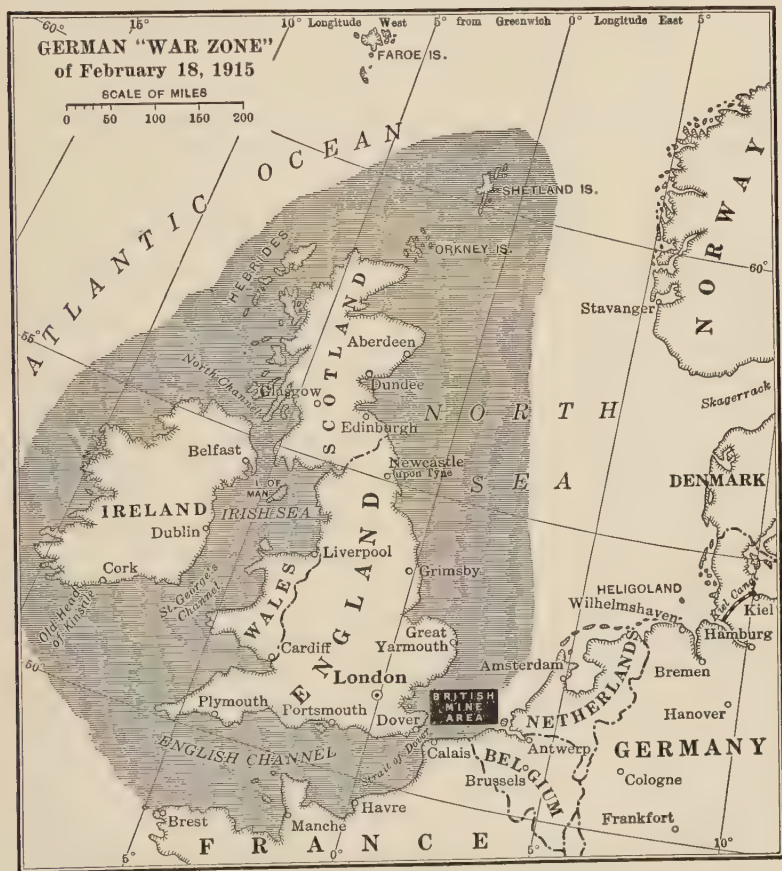 60°
15°
10°
Longitude West
5°
from Greenwich
0°
Longitude East
5°
GERMAN "WAR ZONE"
of February 18, 1915
SCALE OF MILES
0 50 100 150 200
FAROE IS.
ATLANTIC OCEAN
SHETLAND IS.
ORKNEY IS.
HEBRIDES
NORWAY
60°
Stavanger
55°
SCOTLAND
Aberdeen
Dundee
North Channel
Glasgow
Edinburgh
NORTH
SEA
Skagerrack
Belfast
Newcastle
upon Tyne
DENMARK
I. OF
MAN
IRELAND
IRISH SEA
Dublin
Liverpool
ENGLAND
Grimsby
Cork
Old Head
of Kinsale
St. George's
Channel
WALES
HELIGOLAND
Wilhelmshaven
Kiel Canal
Kiel
Hamburg
Great
Yarmouth
Cardiff
50°
Amsterdam
Bremen
London
NETHERLANDS
Plymouth
Portsmouth
BRITISH
MINE
AREA
Dover
Hanover
ENGLISH CHANNEL
Strait of Dover
Calais
Antwerp
GERMANY
BELGIUM
Brussels
Cologne
Havre
Brest
Manche
Frankfort
FRANCE
5°
0°
5°
10°